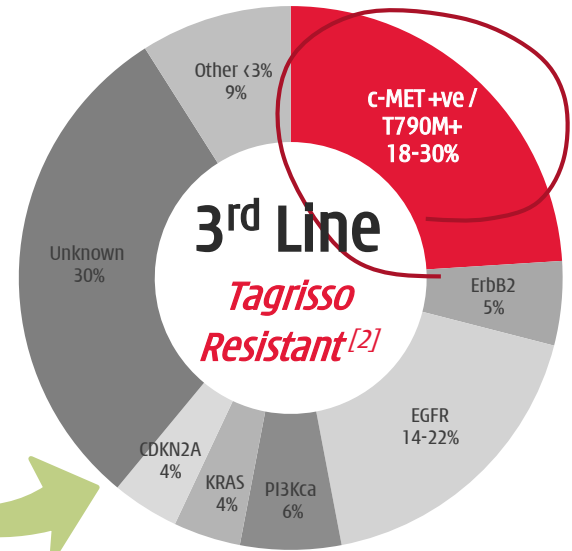 Other <3%
9%
c-MET +ve /
T790M+
18-30%
3rd Line
Tagrisso
Resistant [2]
Unknown
30%
ErbB2
5%
EGFR
14-22%
CDKN2A
4%
KRAS
4%
PI3Kca
6%